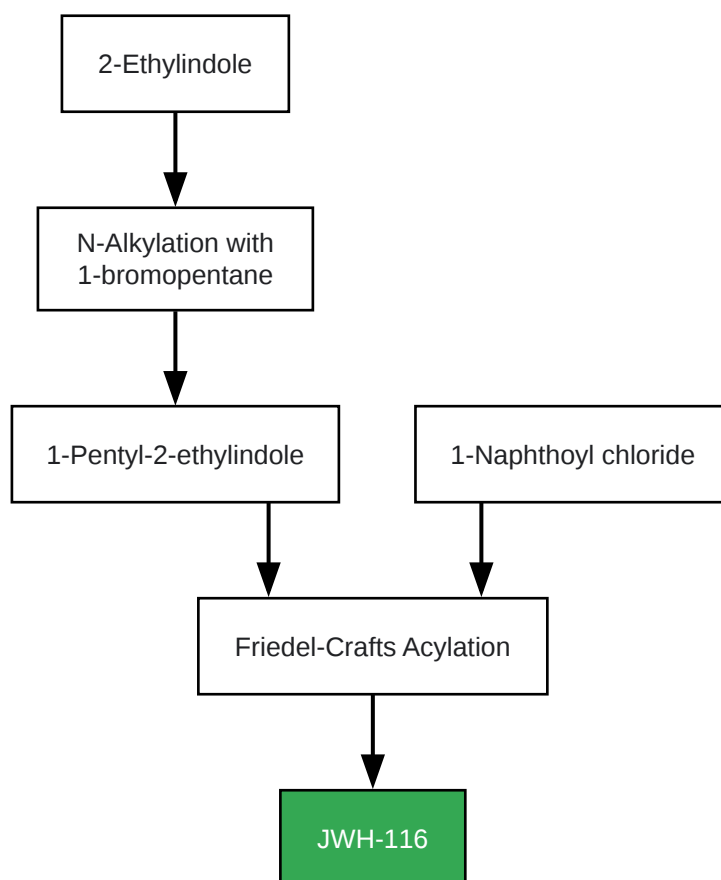 2-Ethylindole
N-Alkylation with
1-bromopentane
1-Pentyl-2-ethylindole
1-Naphthoyl chloride
Friedel-Crafts Acylation
JWH-116